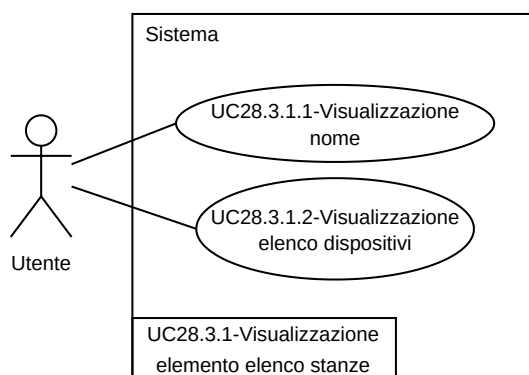 Sistema
UC28.3.1.1-Visualizzazione
nome
UC28.3.1.2-Visualizzazione
elenco dispositivi
Utente
UC28.3.1-Visualizzazione
elemento elenco stanze